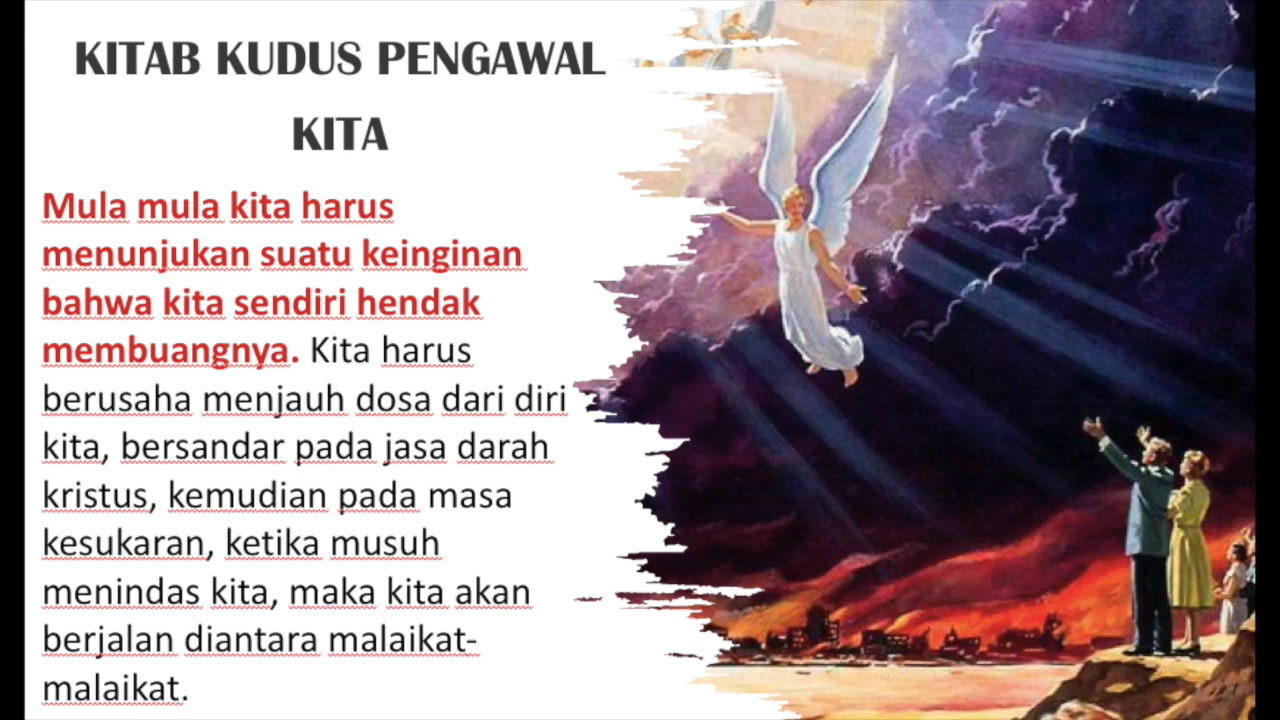 KITAB KUDUS PENGAWAL
KITA
Mula mula kita harus
menunjukan suatu keinginan
bahwa kita sendiri hendak
membuangnya. Kita harus
berusaha menjauh dosa dari diri
kita, bersandar pada jasa darah
kristus, kemudian pada masa
kesukaran, ketika musuh
menindas kita, maka kita akan
berjalan diantara malaikat-
malaikat.